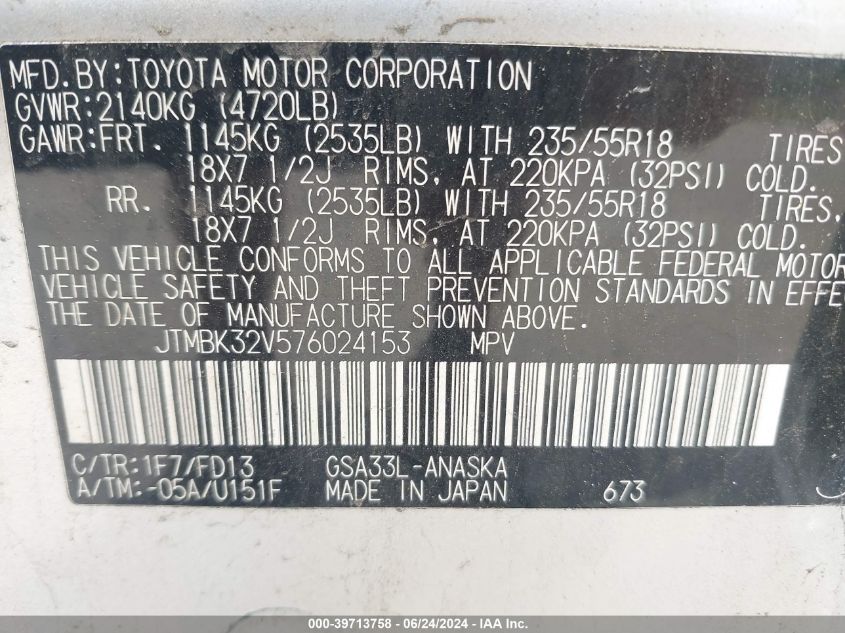 MFD.BY:TOYOTA MOTOR CORPORATION
GVWR:2140KG (4720LB)
GAWR:FRT. 1145KG (2535LB) WITH 235/55R18 TIRES
18X7 1/2J RIMS, AT 220KPA (32PSI) COLD.
RR. 1145KG (2535LB) WITH 235/55R18 TIRES,
18X7 1/2J RIMS, AT 220KPA (32PSI) COLD.
THIS VEHICLE CONFORMS TO ALL APPLICABLE FEDERAL MOTOR
VEHICLE SAFETY AND THEFT PREVENTION STANDARDS IN EFFE
THE DATE OF MANUFACTURE SHOWN ABOVE.
JTMBK32V576024153 MPV
C/TR:1F7/FD13 GSA33L-ANASKA
A/TM:-05A/U151F MADE IN JAPAN 673
000-39713758 - 06/24/2024 - IAA Inc.